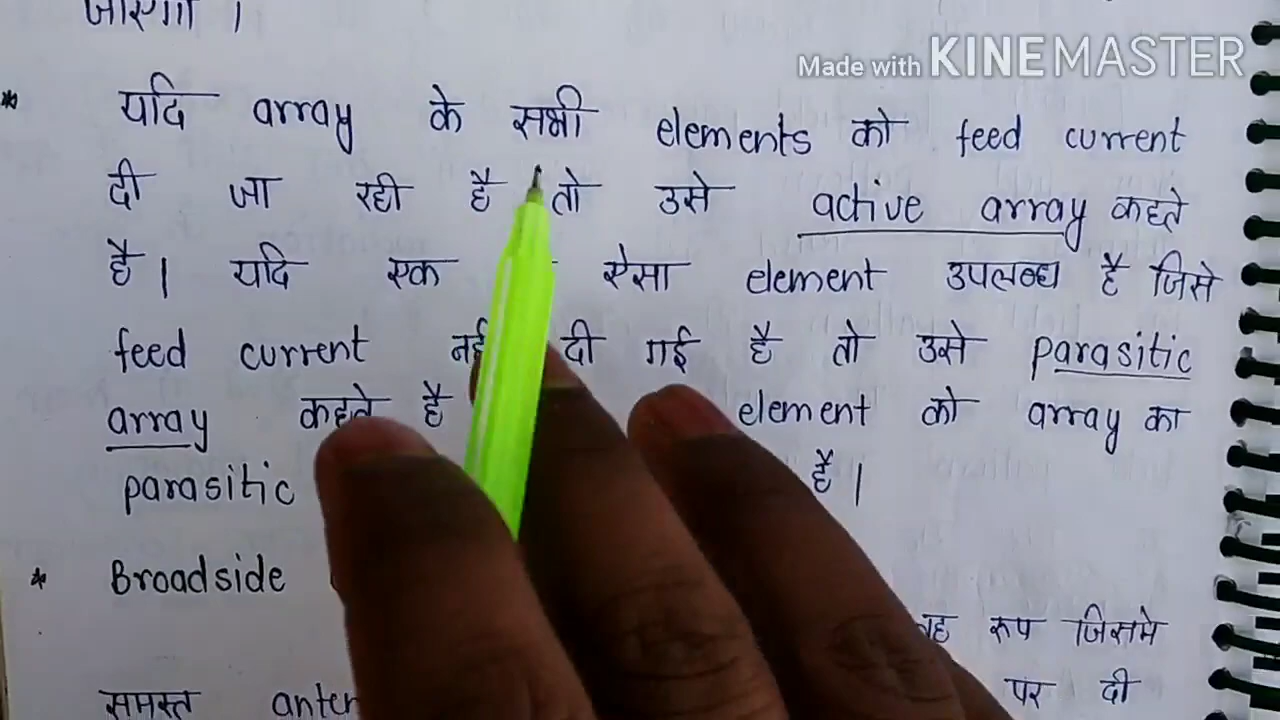 जाएगा ।
Made with KINEMASTER
* यदि array के सभी elements को feed current
दी जा रही है तो उसे active array कहते
है। यदि एक ऐसा element उपलब्ध है जिसे
feed current दी गई है तो उसे parasitic
array कहते है element को array का
parasitic है।
* Broadside
रूप जिसमे
समस्त पर दी